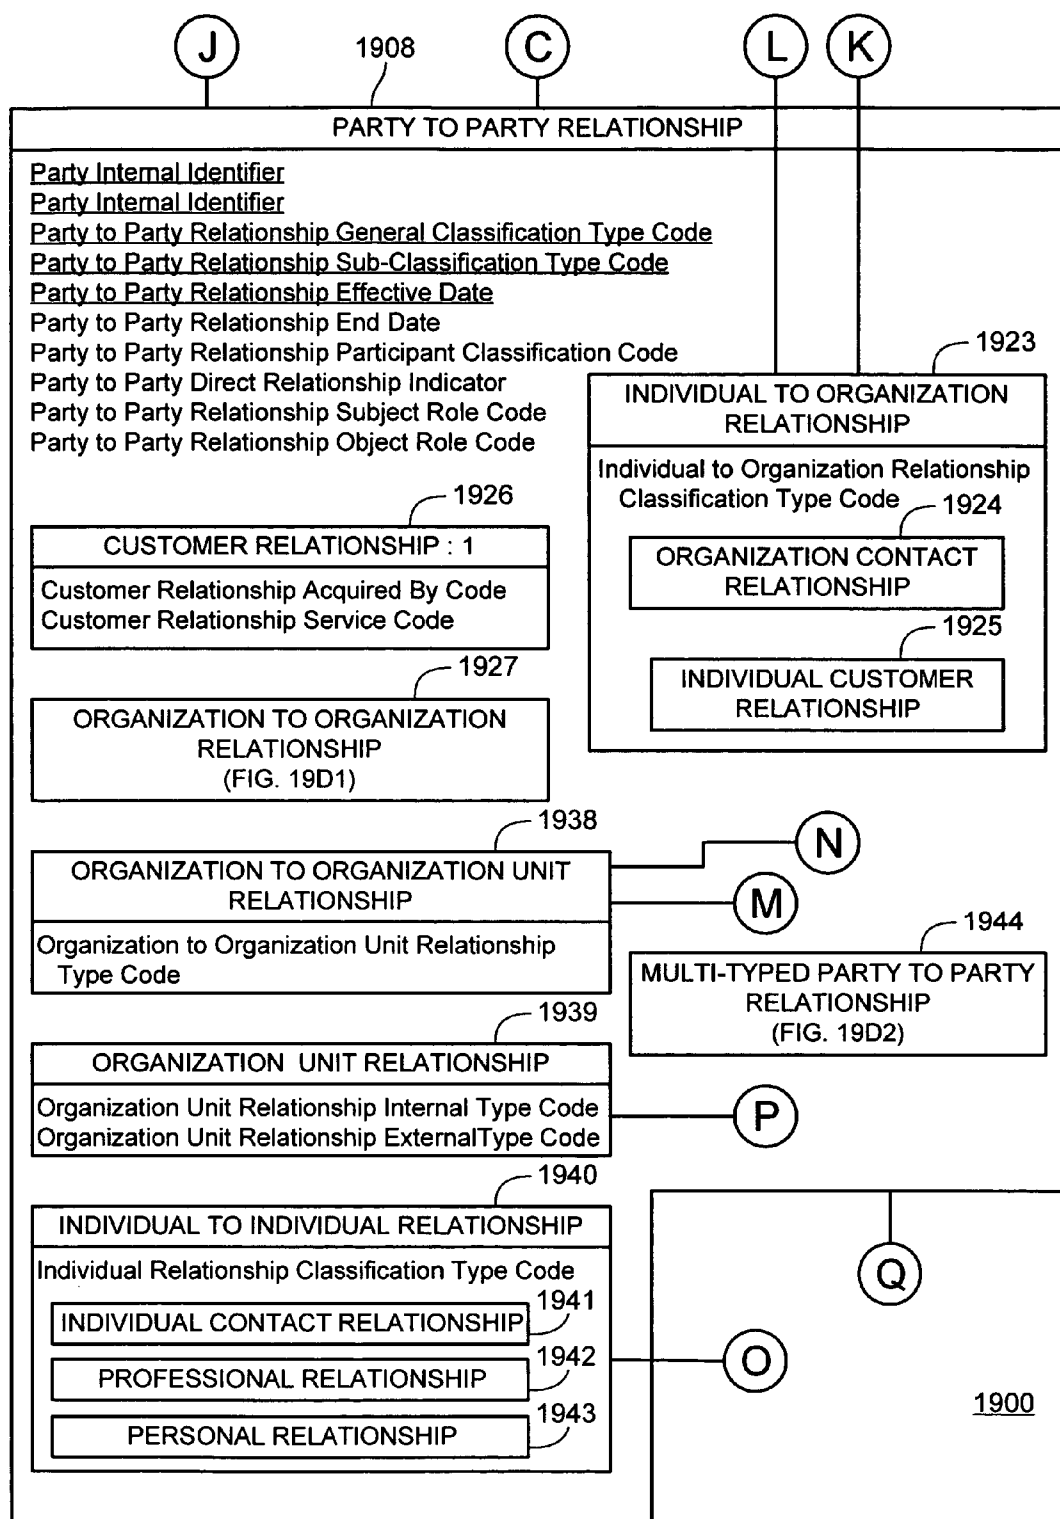 J
1908
C
L
K
PARTY TO PARTY RELATIONSHIP
Party Internal Identifier
Party Internal Identifier
Party to Party Relationship General Classification Type Code
Party to Party Relationship Sub-Classification Type Code
Party to Party Relationship Effective Date
Party to Party Relationship End Date
Party to Party Relationship Participant Classification Code
Party to Party Direct Relationship Indicator
Party to Party Relationship Subject Role Code
Party to Party Relationship Object Role Code
1923
INDIVIDUAL TO ORGANIZATION
RELATIONSHIP
Individual to Organization Relationship
Classification Type Code
1924
ORGANIZATION CONTACT
RELATIONSHIP
1925
INDIVIDUAL CUSTOMER
RELATIONSHIP
1926
CUSTOMER RELATIONSHIP : 1
Customer Relationship Acquired By Code
Customer Relationship Service Code
1927
ORGANIZATION TO ORGANIZATION
RELATIONSHIP
(FIG. 19D1)
1938
ORGANIZATION TO ORGANIZATION UNIT
RELATIONSHIP
Organization to Organization Unit Relationship
Type Code
N
M
1944
MULTI-TYPED PARTY TO PARTY
RELATIONSHIP
(FIG. 19D2)
1939
ORGANIZATION UNIT RELATIONSHIP
Organization Unit Relationship Internal Type Code
Organization Unit Relationship ExternalType Code
P
1940
INDIVIDUAL TO INDIVIDUAL RELATIONSHIP
Individual Relationship Classification Type Code
1941
INDIVIDUAL CONTACT RELATIONSHIP
1942
PROFESSIONAL RELATIONSHIP
1943
PERSONAL RELATIONSHIP
Q
O
1900